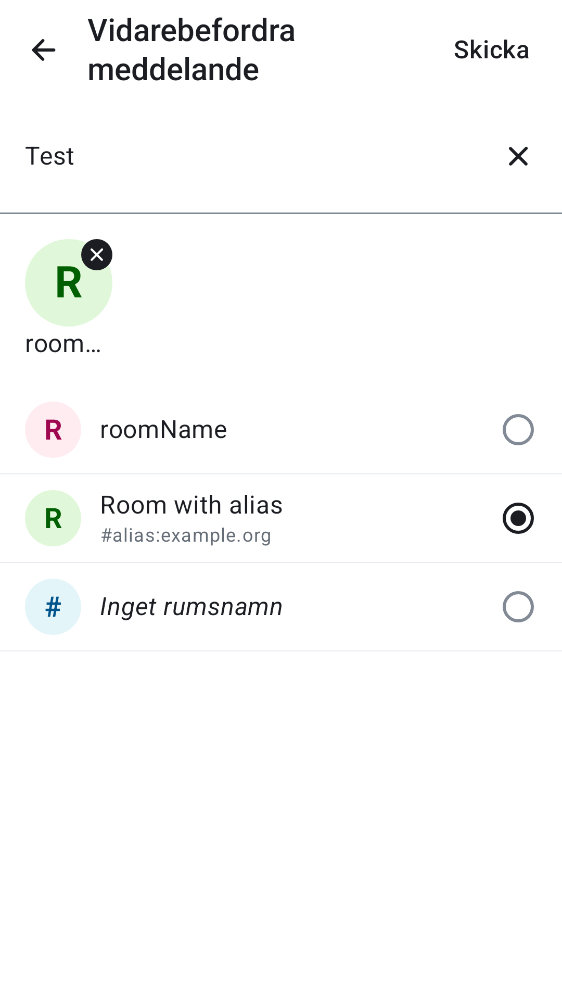 Vidarebefordra
meddelande
Skicka
Test
R
room…
R
roomName
R
Room with alias
#alias:example.org
#
Inget rumsnamn